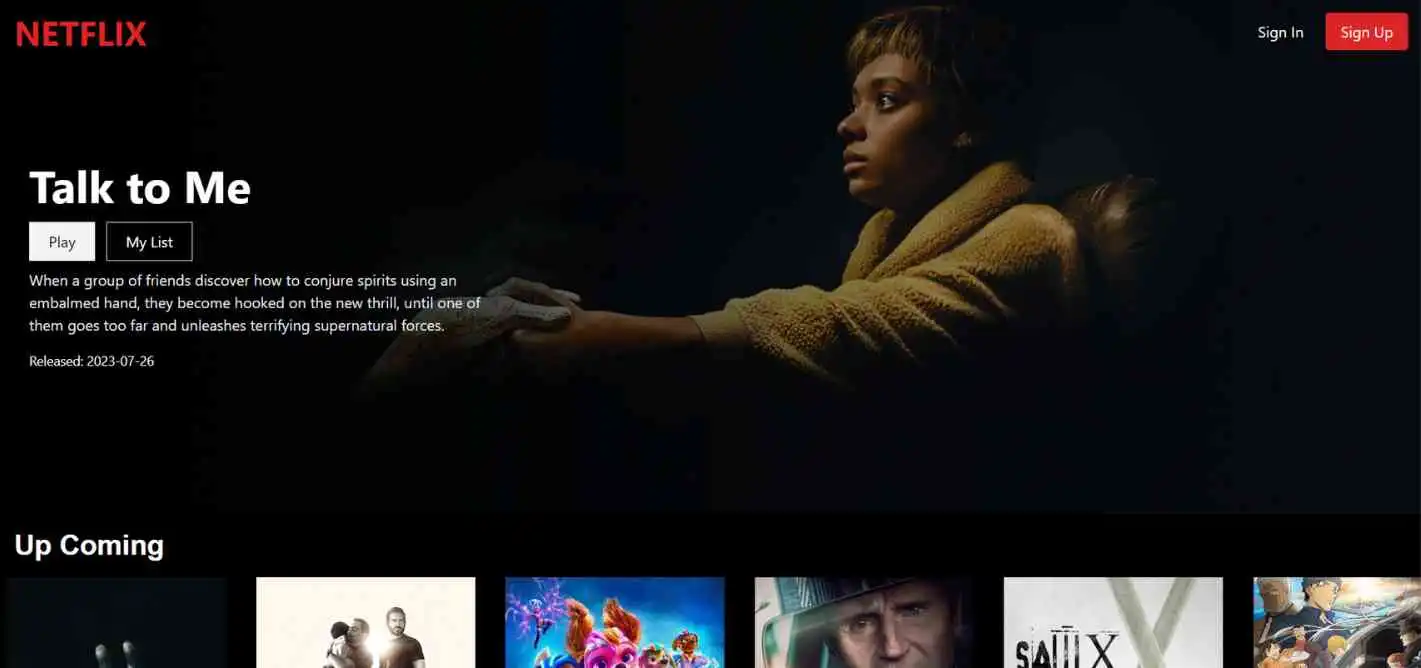 NETFLIX
Sign In
Sign Up
Talk to Me
Play
My List
When a group of friends discover how to conjure spirits using an
embalmed hand, they become hooked on the new thrill, until one of
them goes too far and unleashes terrifying supernatural forces.
Released: 2023-07-26
Up Coming
SAW X